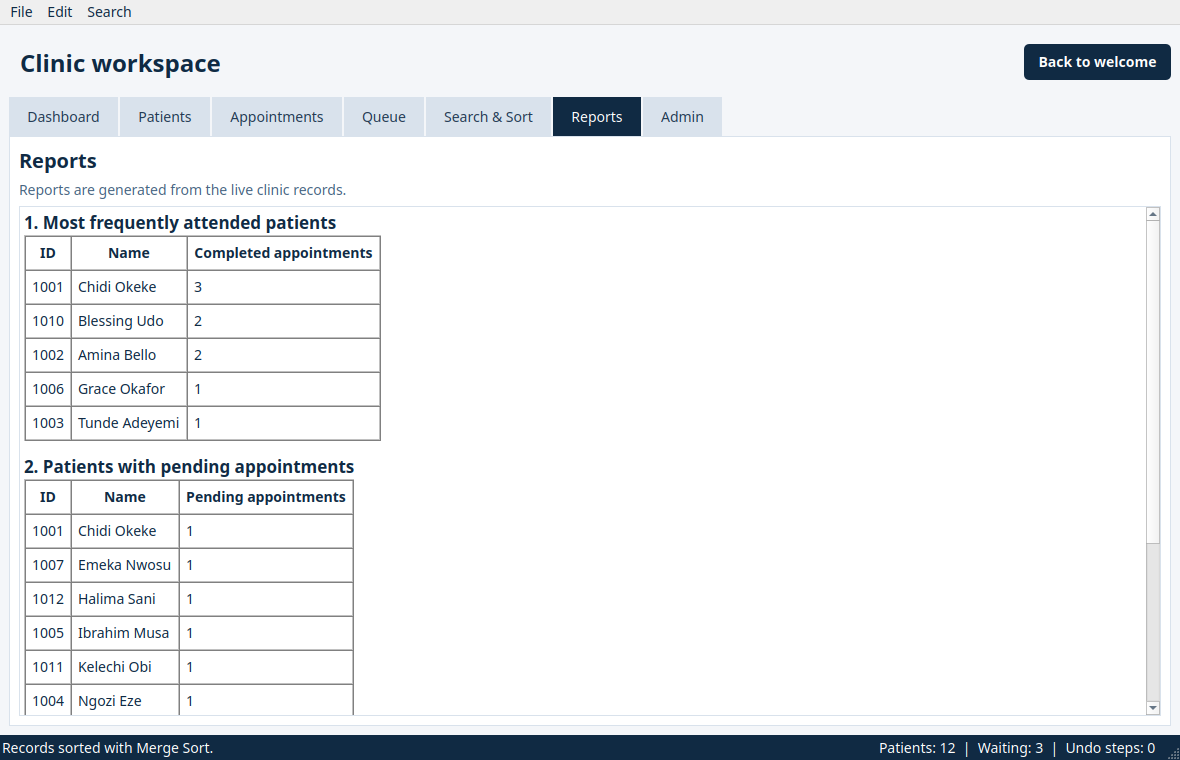 File Edit Search
Clinic workspace
Back to welcome
Dashboard Patients Appointments Queue Search & Sort Reports Admin
Reports
Reports are generated from the live clinic records.
1. Most frequently attended patients
ID Name Completed appointments
1001 Chidi Okeke 3
1010 Blessing Udo 2
1002 Amina Bello 2
1006 Grace Okafor 1
1003 Tunde Adeyemi 1
2. Patients with pending appointments
ID Name Pending appointments
1001 Chidi Okeke 1
1007 Emeka Nwosu 1
1012 Halima Sani 1
1005 Ibrahim Musa 1
1011 Kelechi Obi 1
1004 Ngozi Eze 1
Records sorted with Merge Sort.
Patients: 12 | Waiting: 3 | Undo steps: 0